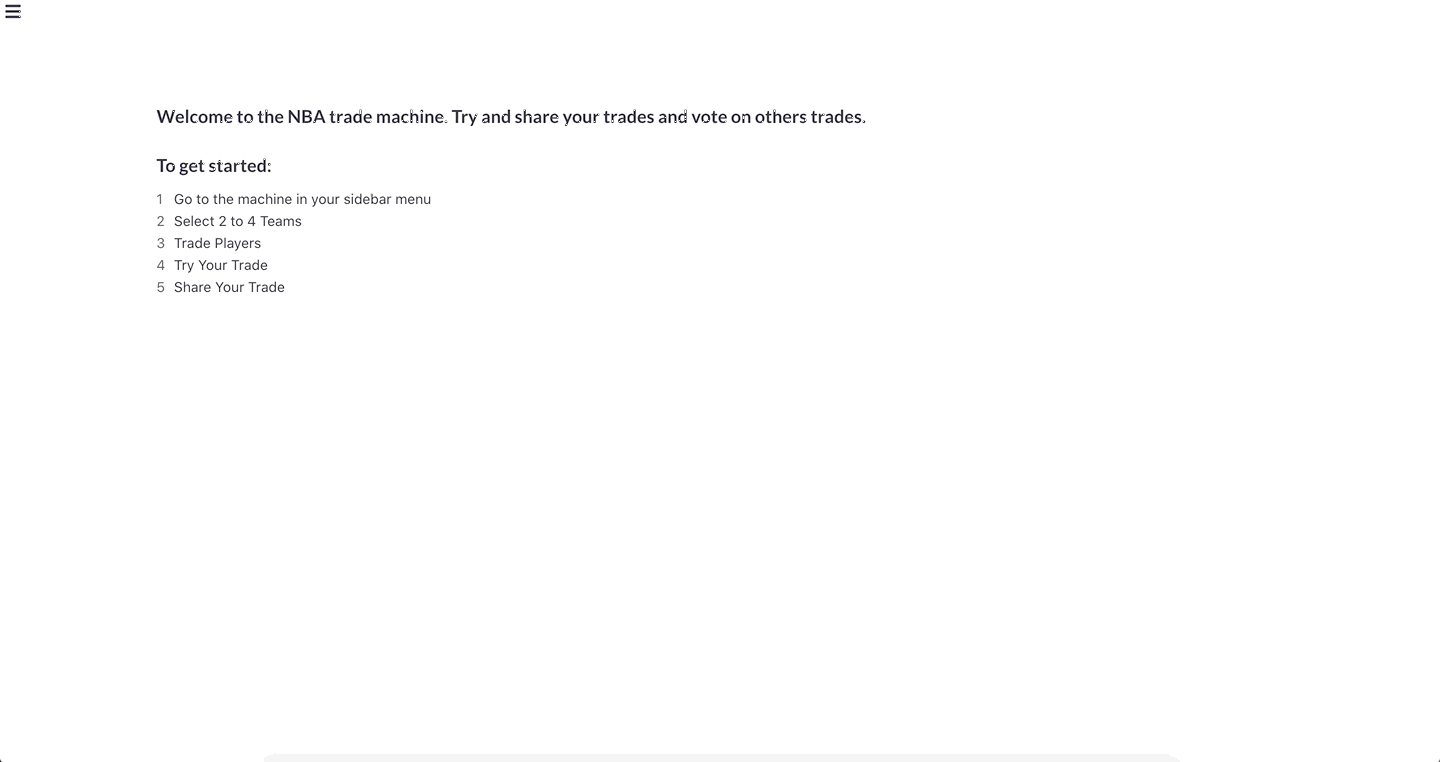 Welcome to the NBA trade machine. Try and share your trades and vote on others trades.
To get started:
1 Go to the machine in your sidebar menu
2 Select 2 to 4 Teams
3 Trade Players
4 Try Your Trade
5 Share Your Trade